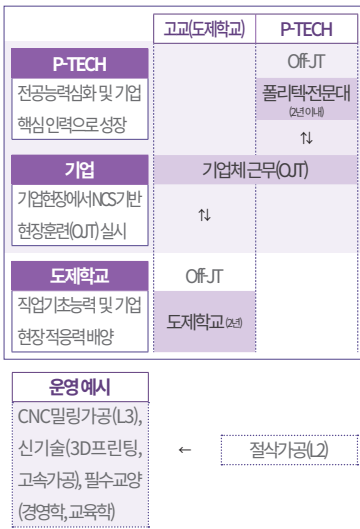 고교(도제학교) P-TECH
P-TECH Off-JT
전공능력심화 및 기업
핵심 인력으로 성장
폴리텍·전문대
(2년 이내)
⇅
기업 기업체 근무(OJT)
기업현장에서 NCS 기반
현장훈련(OJT) 실시
⇅
도제학교 Off-JT
직업기초능력 및 기업
현장 적응력 배양
도제학교 (2년)
운영 예시
CNC밀링가공(L3),
신기술(3D프린팅,
고속가공), 필수교양
(경영학, 교육학)
← 절삭가공(L2)